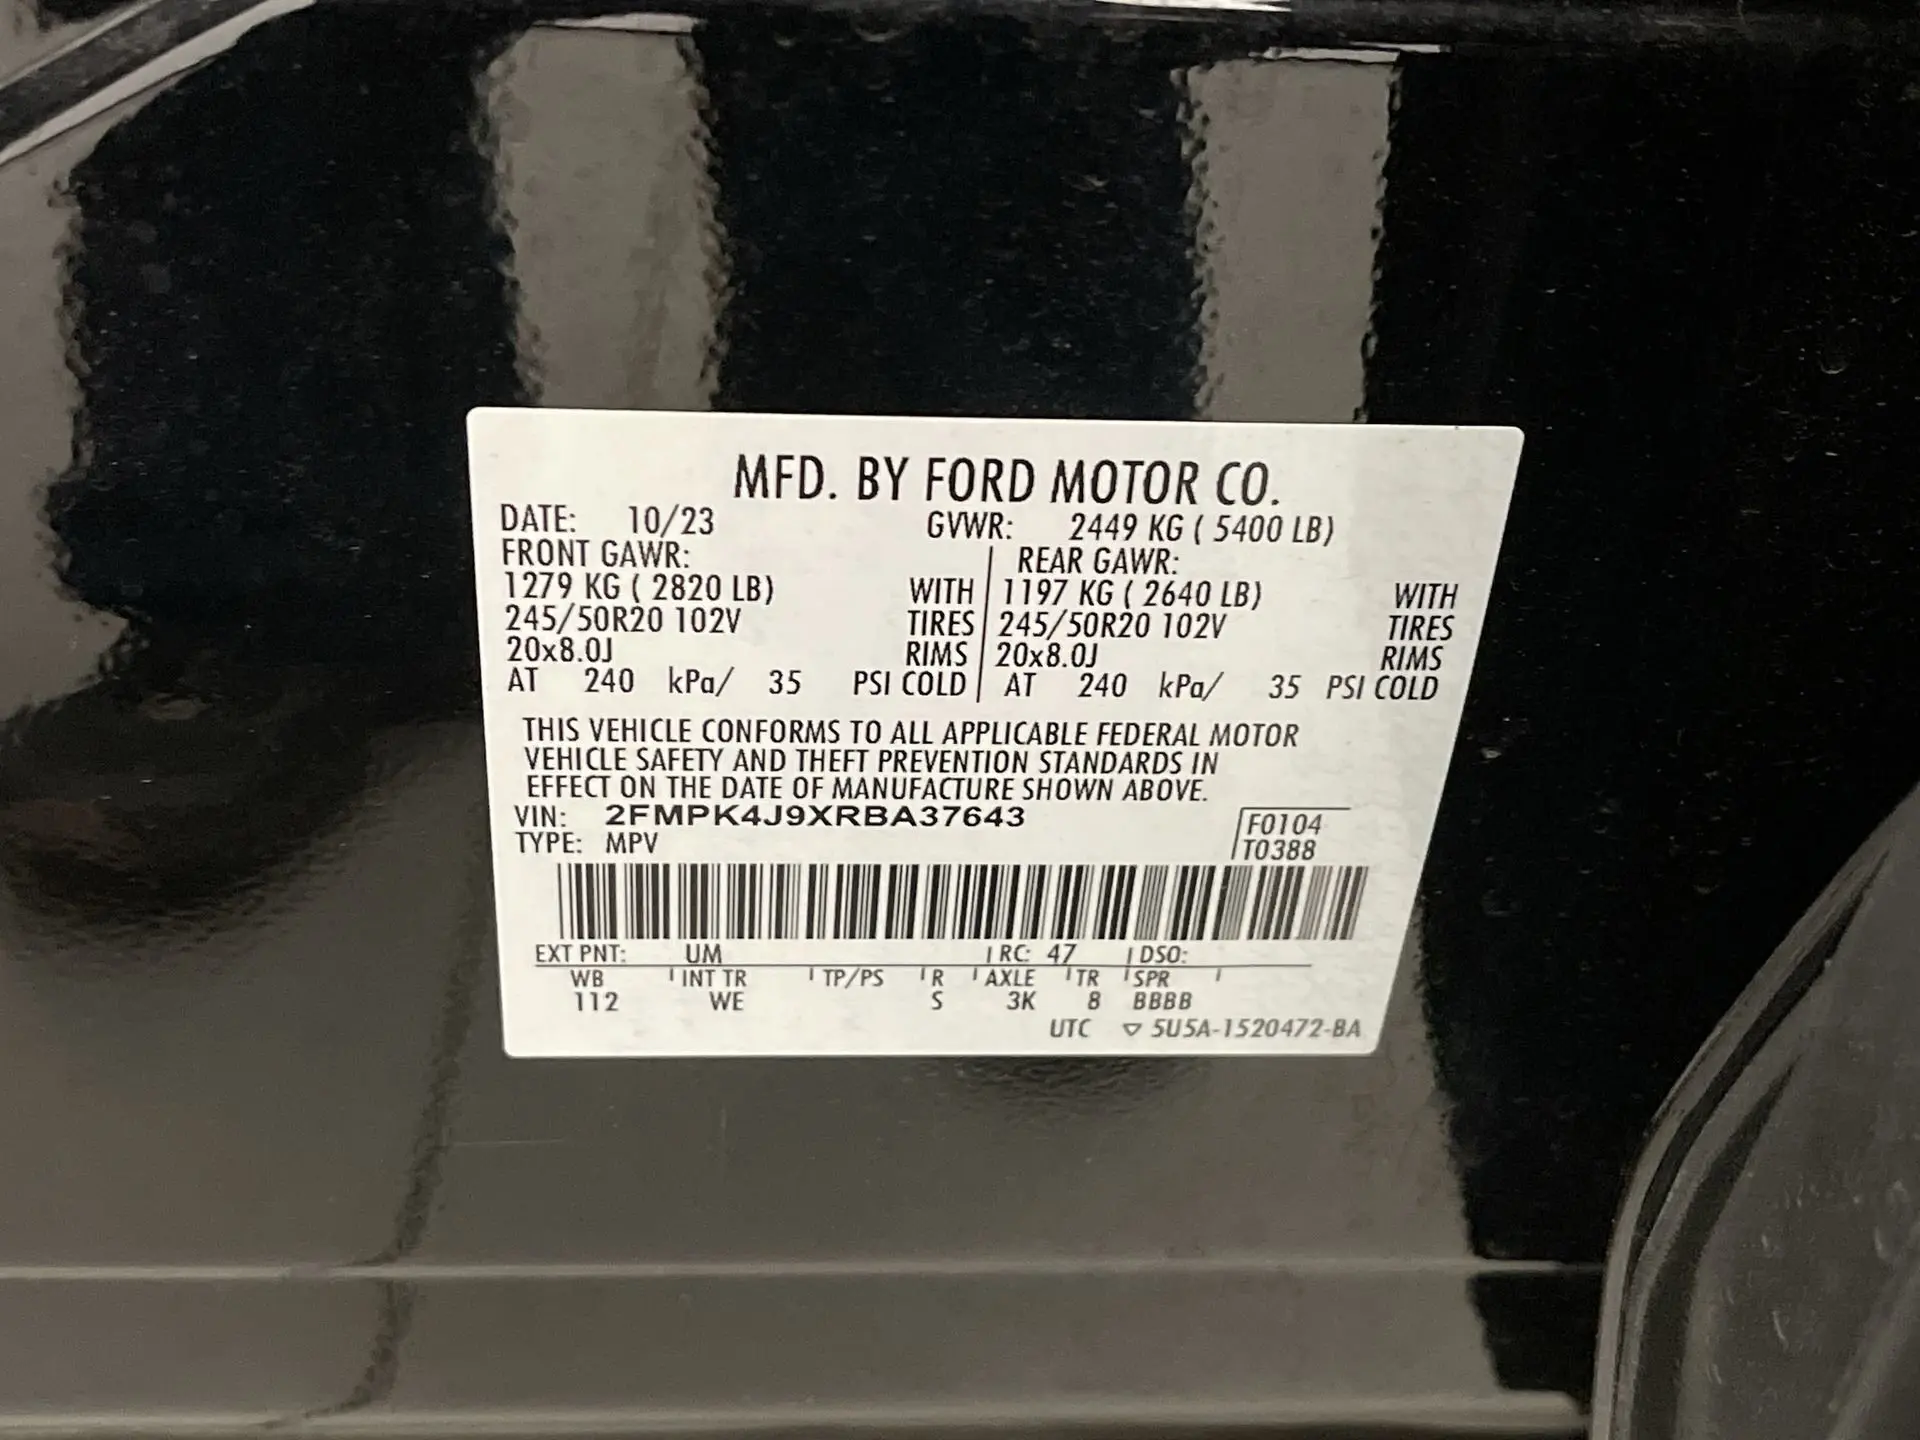 MFD. BY FORD MOTOR CO.
DATE: 10/23 GVWR: 2449 KG ( 5400 LB)
FRONT GAWR: REAR GAWR:
1279 KG ( 2820 LB) WITH 1197 KG ( 2640 LB) WITH
245/50R20 102V TIRES 245/50R20 102V TIRES
20x8.0J RIMS 20x8.0J RIMS
AT 240 kPa/ 35 PSI COLD AT 240 kPa/ 35 PSI COLD
THIS VEHICLE CONFORMS TO ALL APPLICABLE FEDERAL MOTOR
VEHICLE SAFETY AND THEFT PREVENTION STANDARDS IN
EFFECT ON THE DATE OF MANUFACTURE SHOWN ABOVE.
VIN: 2FMPK4J9XRBA37643 F0104
TYPE: MPV T0388
EXT PNT: UM RC: 47 DSO:
WB INT TR TP/PS R AXLE TR SPR
112 WE S 3K 8 BBBB
UTC ▽ 5U5A-1520472-BA